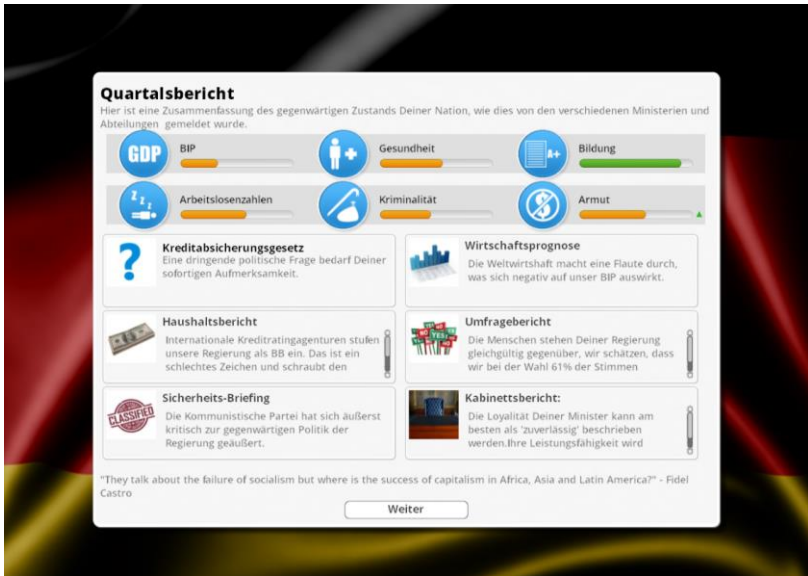 Quartalsbericht
Hier ist eine Zusammenfassung des gegenwärtigen Zustands Deiner Nation, wie dies von den verschiedenen Ministerien und
Abteilungen gemeldet wurde.
GDP
BIP
Gesundheit
A+
Bildung
Z Z Z
Arbeitslosenzahlen
Kriminalität
Armut
?
Kreditabsicherungsgesetz
Eine dringende politische Frage bedarf Deiner
sofortigen Aufmerksamkeit.
Wirtschaftsprognose
Die Weltwirtshaft macht eine Flaute durch,
was sich negativ auf unser BIP auswirkt.
Haushaltsbericht
Internationale Kreditratingagenturen stufen
unsere Regierung als BB ein. Das ist ein
schlechtes Zeichen und schraubt den
NO YES NO
Umfragebericht
Die Menschen stehen Deiner Regierung
gleichgültig gegenüber, wir schätzen, dass
wir bei der Wahl 61% der Stimmen
CLASSIFIED
Sicherheits-Briefing
Die Kommunistische Partei hat sich äußerst
kritisch zur gegenwärtigen Politik der
Regierung geäußert.
Kabinettsbericht:
Die Loyalität Deiner Minister kann am
besten als 'zuverlässig' beschrieben
werden.Ihre Leistungsfähigkeit wird
"They talk about the failure of socialism but where is the success of capitalism in Africa, Asia and Latin America?" - Fidel
Castro
Weiter